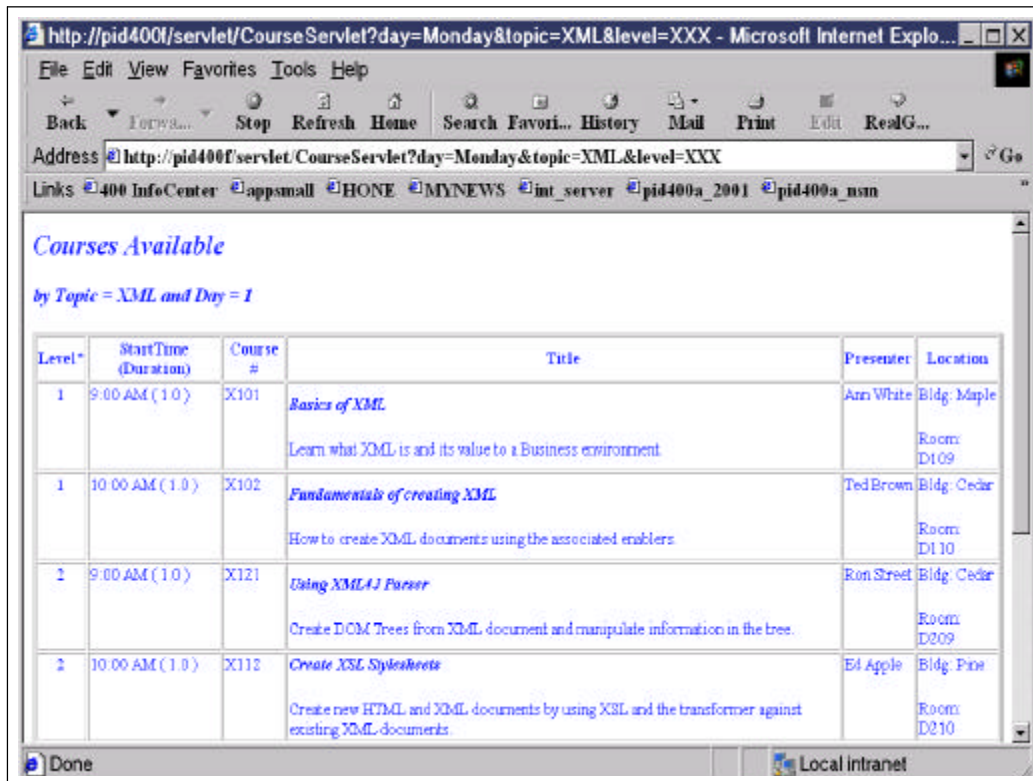 http://pid400f/servlet/CourseServlet?day=Monday&topic=XML&level=XXX - Microsoft Internet Explo...
File Edit View Favorites Tools Help
Back Forwa... Stop Refresh Home Search Favori... History Mail Print Edit RealG...
Address http://pid400f/servlet/CourseServlet?day=Monday&topic=XML&level=XXX Go
Links 400 InfoCenter appsmall HONE MYNEWS int_server pid400a_2001 pid400a_nsm
Courses Available
by Topic = XML and Day = 1
Level* StartTime (Duration) Course # Title Presenter Location
1 9:00 AM ( 1.0 ) X101 Basics of XML Ann White Bldg: Maple
Learn what XML is and its value to a Business environment. Room: D109
1 10:00 AM ( 1.0 ) X102 Fundamentals of creating XML Ted Brown Bldg: Cedar
How to create XML documents using the associated enablers. Room: D110
2 9:00 AM ( 1.0 ) X121 Using XML4J Parser Ron Street Bldg: Cedar
Create DOM Trees from XML document and manipulate information in the tree. Room: D209
2 10:00 AM ( 1.0 ) X112 Create XSL Stylesheets Ed Apple Bldg: Pine
Create new HTML and XML documents by using XSL and the transformer against existing XML documents. Room: D210
Done Local intranet